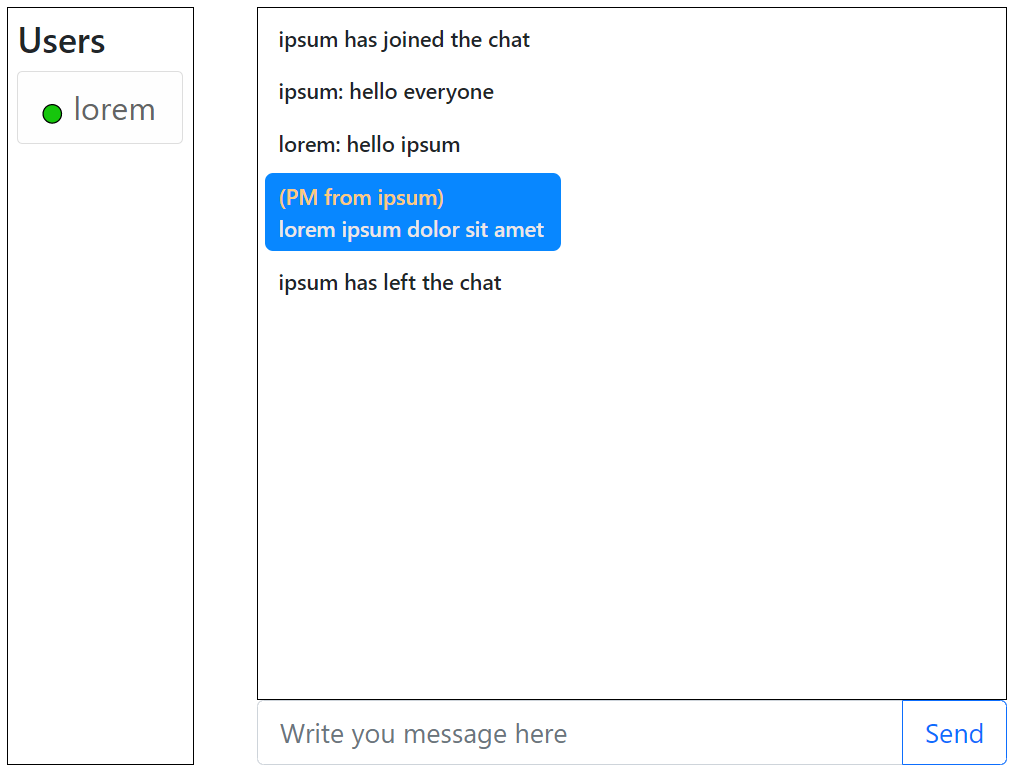 Users
lorem
ipsum has joined the chat
ipsum: hello everyone
lorem: hello ipsum
(PM from ipsum)
lorem ipsum dolor sit amet
ipsum has left the chat
Write you message here
Send